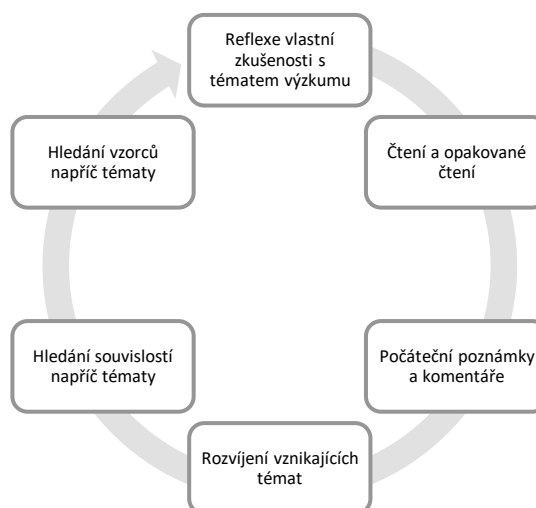 Reflexe vlastní
zkušenosti s
tématem výzkumu
Čtení a opakované
čtení
Počáteční poznámky
a komentáře
Rozvíjení vznikajících
témat
Hledání souvislostí
napříč tématy
Hledání vzorců
napříč tématy